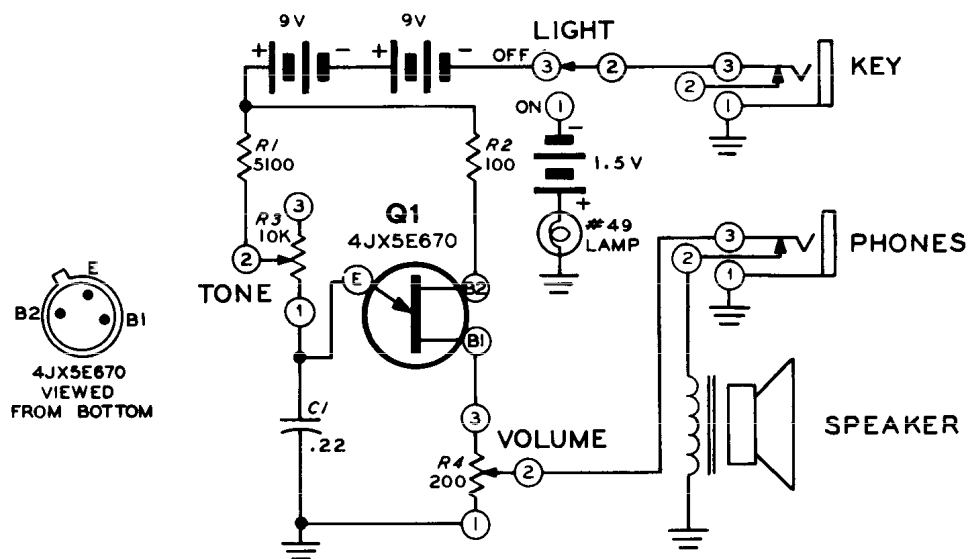 9V
9V
LIGHT
+
-
+
-
OFF
3
2
3
KEY
2
1
ON
1
-
1.5 V
+
#49
LAMP
R1
5100
R2
100
3
R3
10K
2
TONE
1
Q1
4JX5E670
E
B2
B1
3
PHONES
2
1
E
B2
B1
4JX5E670
VIEWED
FROM BOTTOM
C1
.22
3
VOLUME
R4
200
2
1
SPEAKER